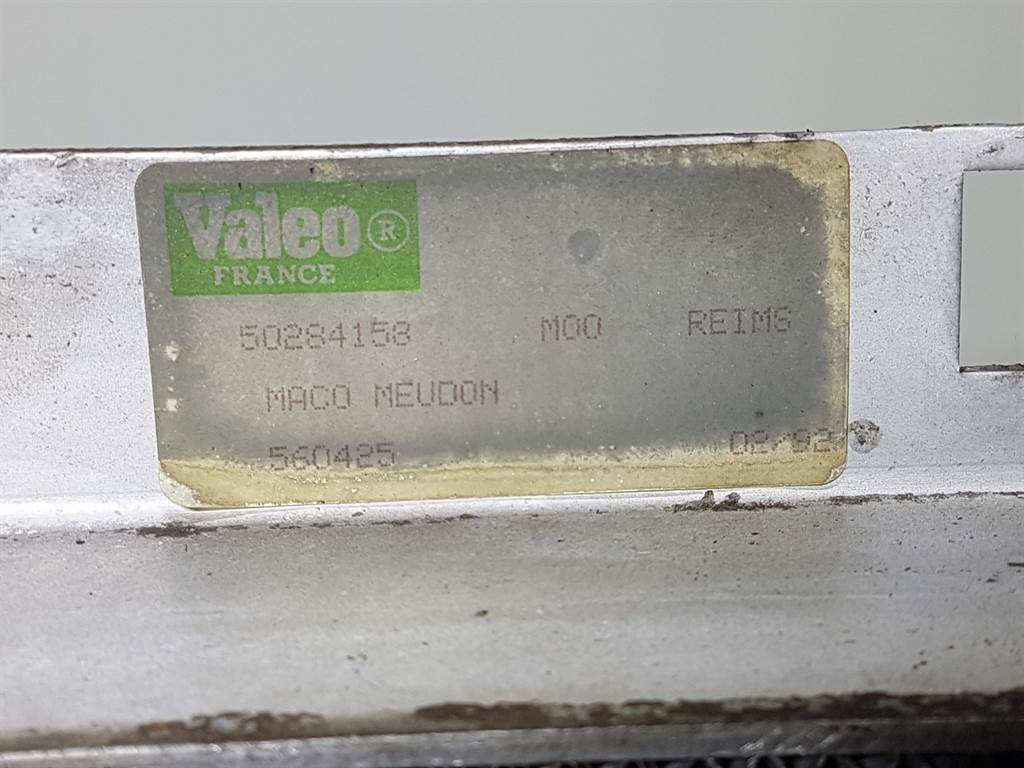 Valeo®
FRANCE
50284158 M00 REIMS
MACO MEUDON
560425 02/92